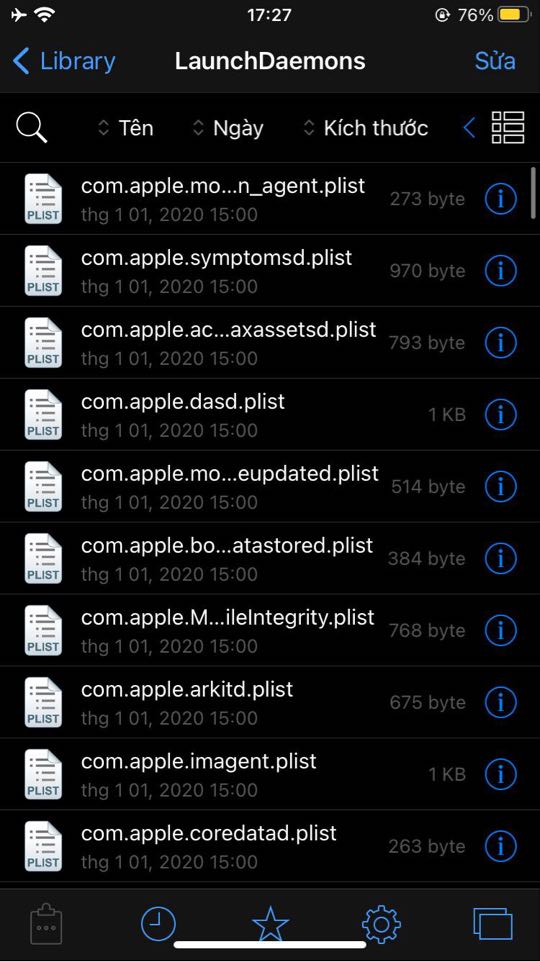 17:27
76%
Library
LaunchDaemons
Sửa
Tên
Ngày
Kích thước
com.apple.mo...n_agent.plist
273 byte
PLIST
thg 1 01, 2020 15:00
com.apple.symptomsd.plist
970 byte
PLIST
thg 1 01, 2020 15:00
com.apple.ac...axassetsd.plist
793 byte
PLIST
thg 1 01, 2020 15:00
com.apple.dasd.plist
1 KB
PLIST
thg 1 01, 2020 15:00
com.apple.mo...eupdated.plist
514 byte
PLIST
thg 1 01, 2020 15:00
com.apple.bo...atastored.plist
384 byte
PLIST
thg 1 01, 2020 15:00
com.apple.M...ileIntegrity.plist
768 byte
PLIST
thg 1 01, 2020 15:00
com.apple.arkitd.plist
675 byte
PLIST
thg 1 01, 2020 15:00
com.apple.imagent.plist
1 KB
PLIST
thg 1 01, 2020 15:00
com.apple.coredatad.plist
263 byte
PLIST
thg 1 01, 2020 15:00